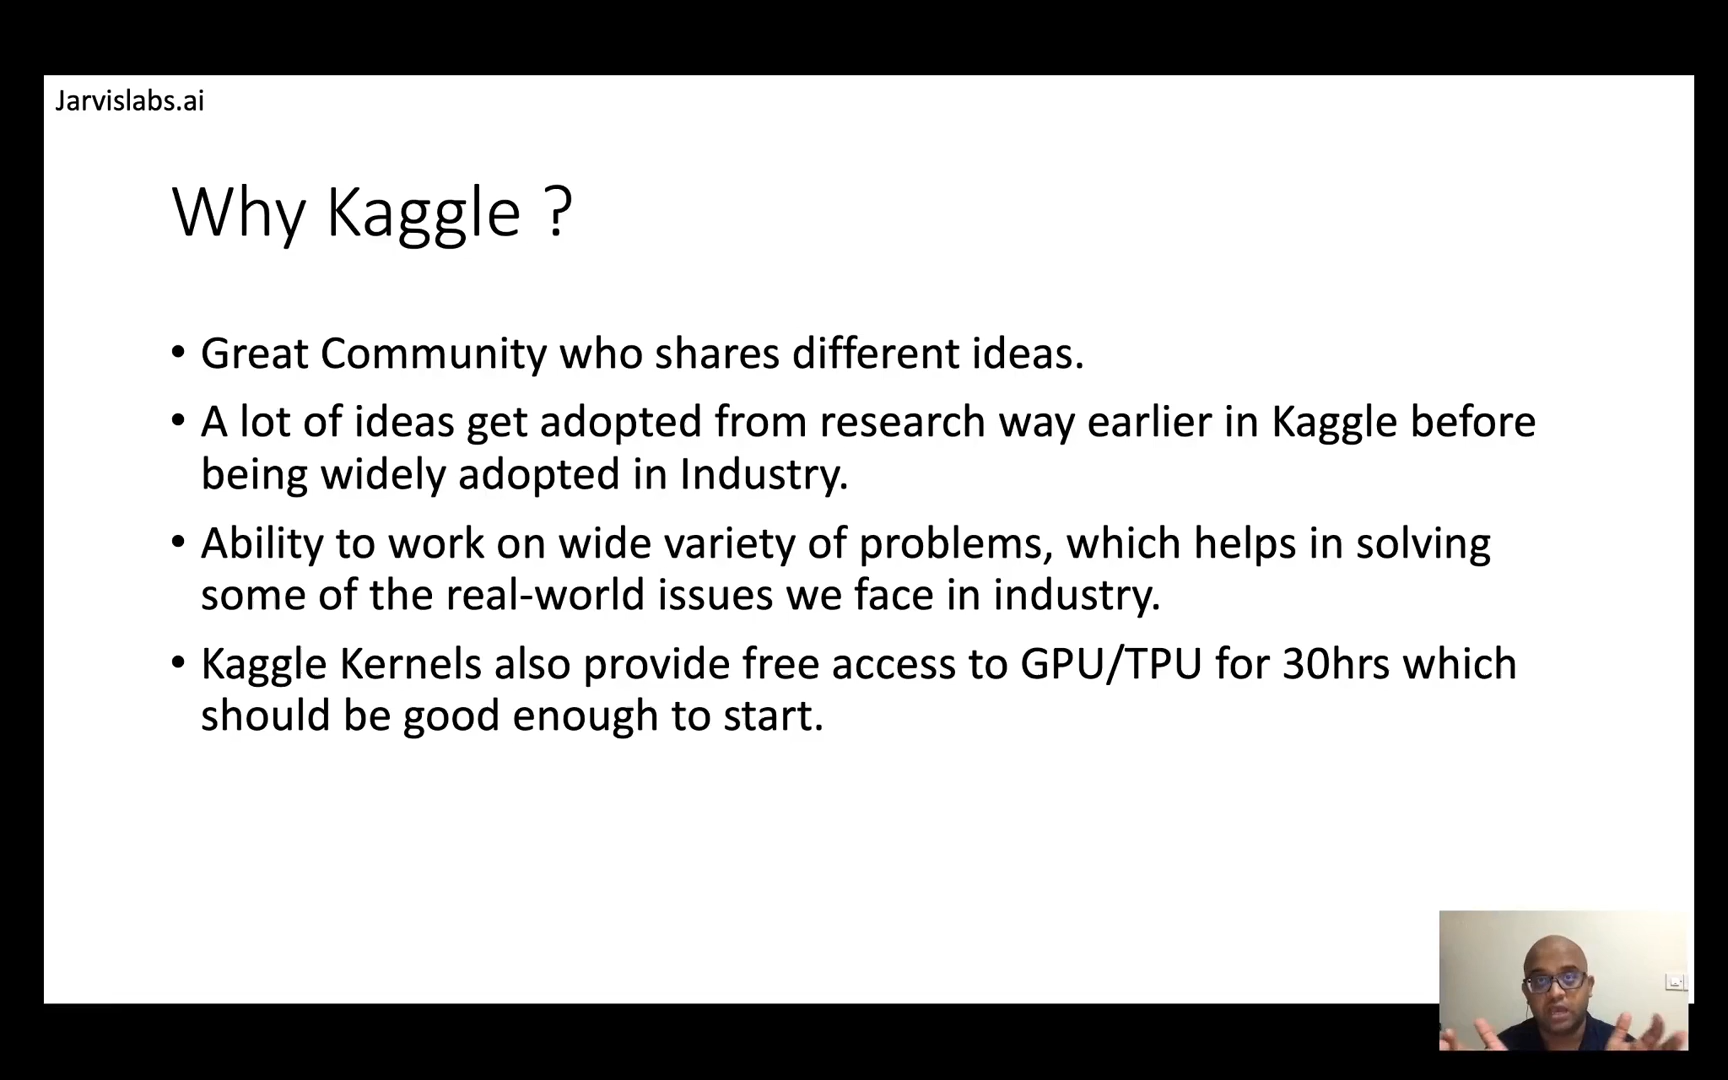 Jarvislabs.ai
Why Kaggle ?
• Great Community who shares different ideas.
• A lot of ideas get adopted from research way earlier in Kaggle before
being widely adopted in Industry.
• Ability to work on wide variety of problems, which helps in solving
some of the real-world issues we face in industry.
• Kaggle Kernels also provide free access to GPU/TPU for 30hrs which
should be good enough to start.